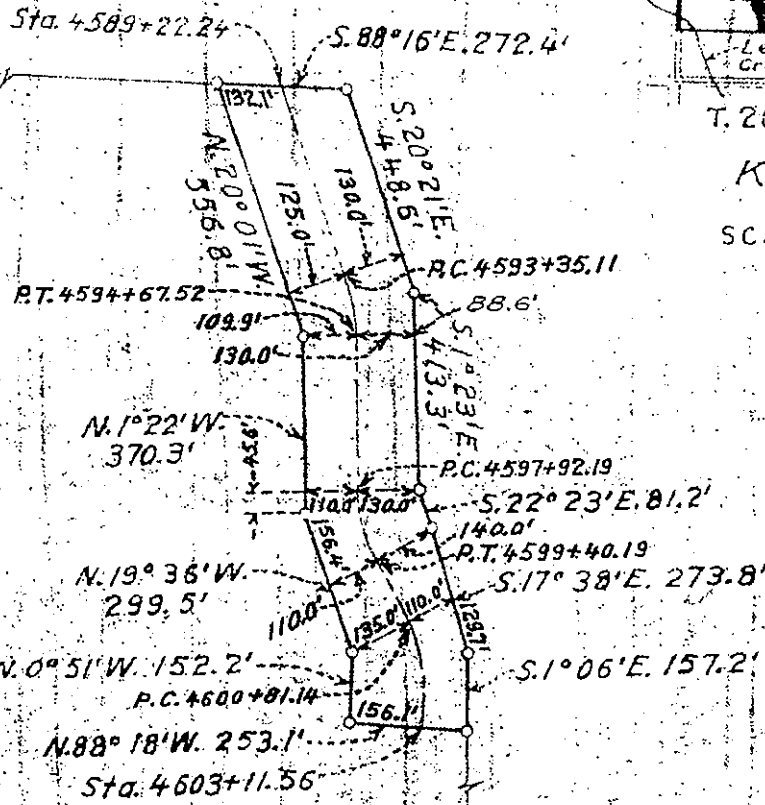 Sta. 4589+22.24
S. 88°16'E. 272.4'
132.1'
T. 2
K
SC
S. 20°21'E.
448.6'
N. 20°01'W.
556.8'
125.0'
130.0'
P.C. 4593+35.11
P.T. 4594+67.52
88.6'
109.9'
130.0'
S. 1°23'E.
413.3'
N. 1°22'W.
370.3'
45.6'
P.C. 4597+92.19
110.0' 130.0'
S. 22°23'E. 81.2'
140.0'
P.T. 4599+40.19
156.4'
N. 19°36'W.
299.5'
S. 17°38'E. 273.8'
110.0'
135.0' 110.0'
129.7'
N. 0°51'W. 152.2'
S. 1°06'E. 157.2'
P.C. 4600+81.14
156.1'
N. 88°18'W. 253.1'
Sta. 4603+11.56